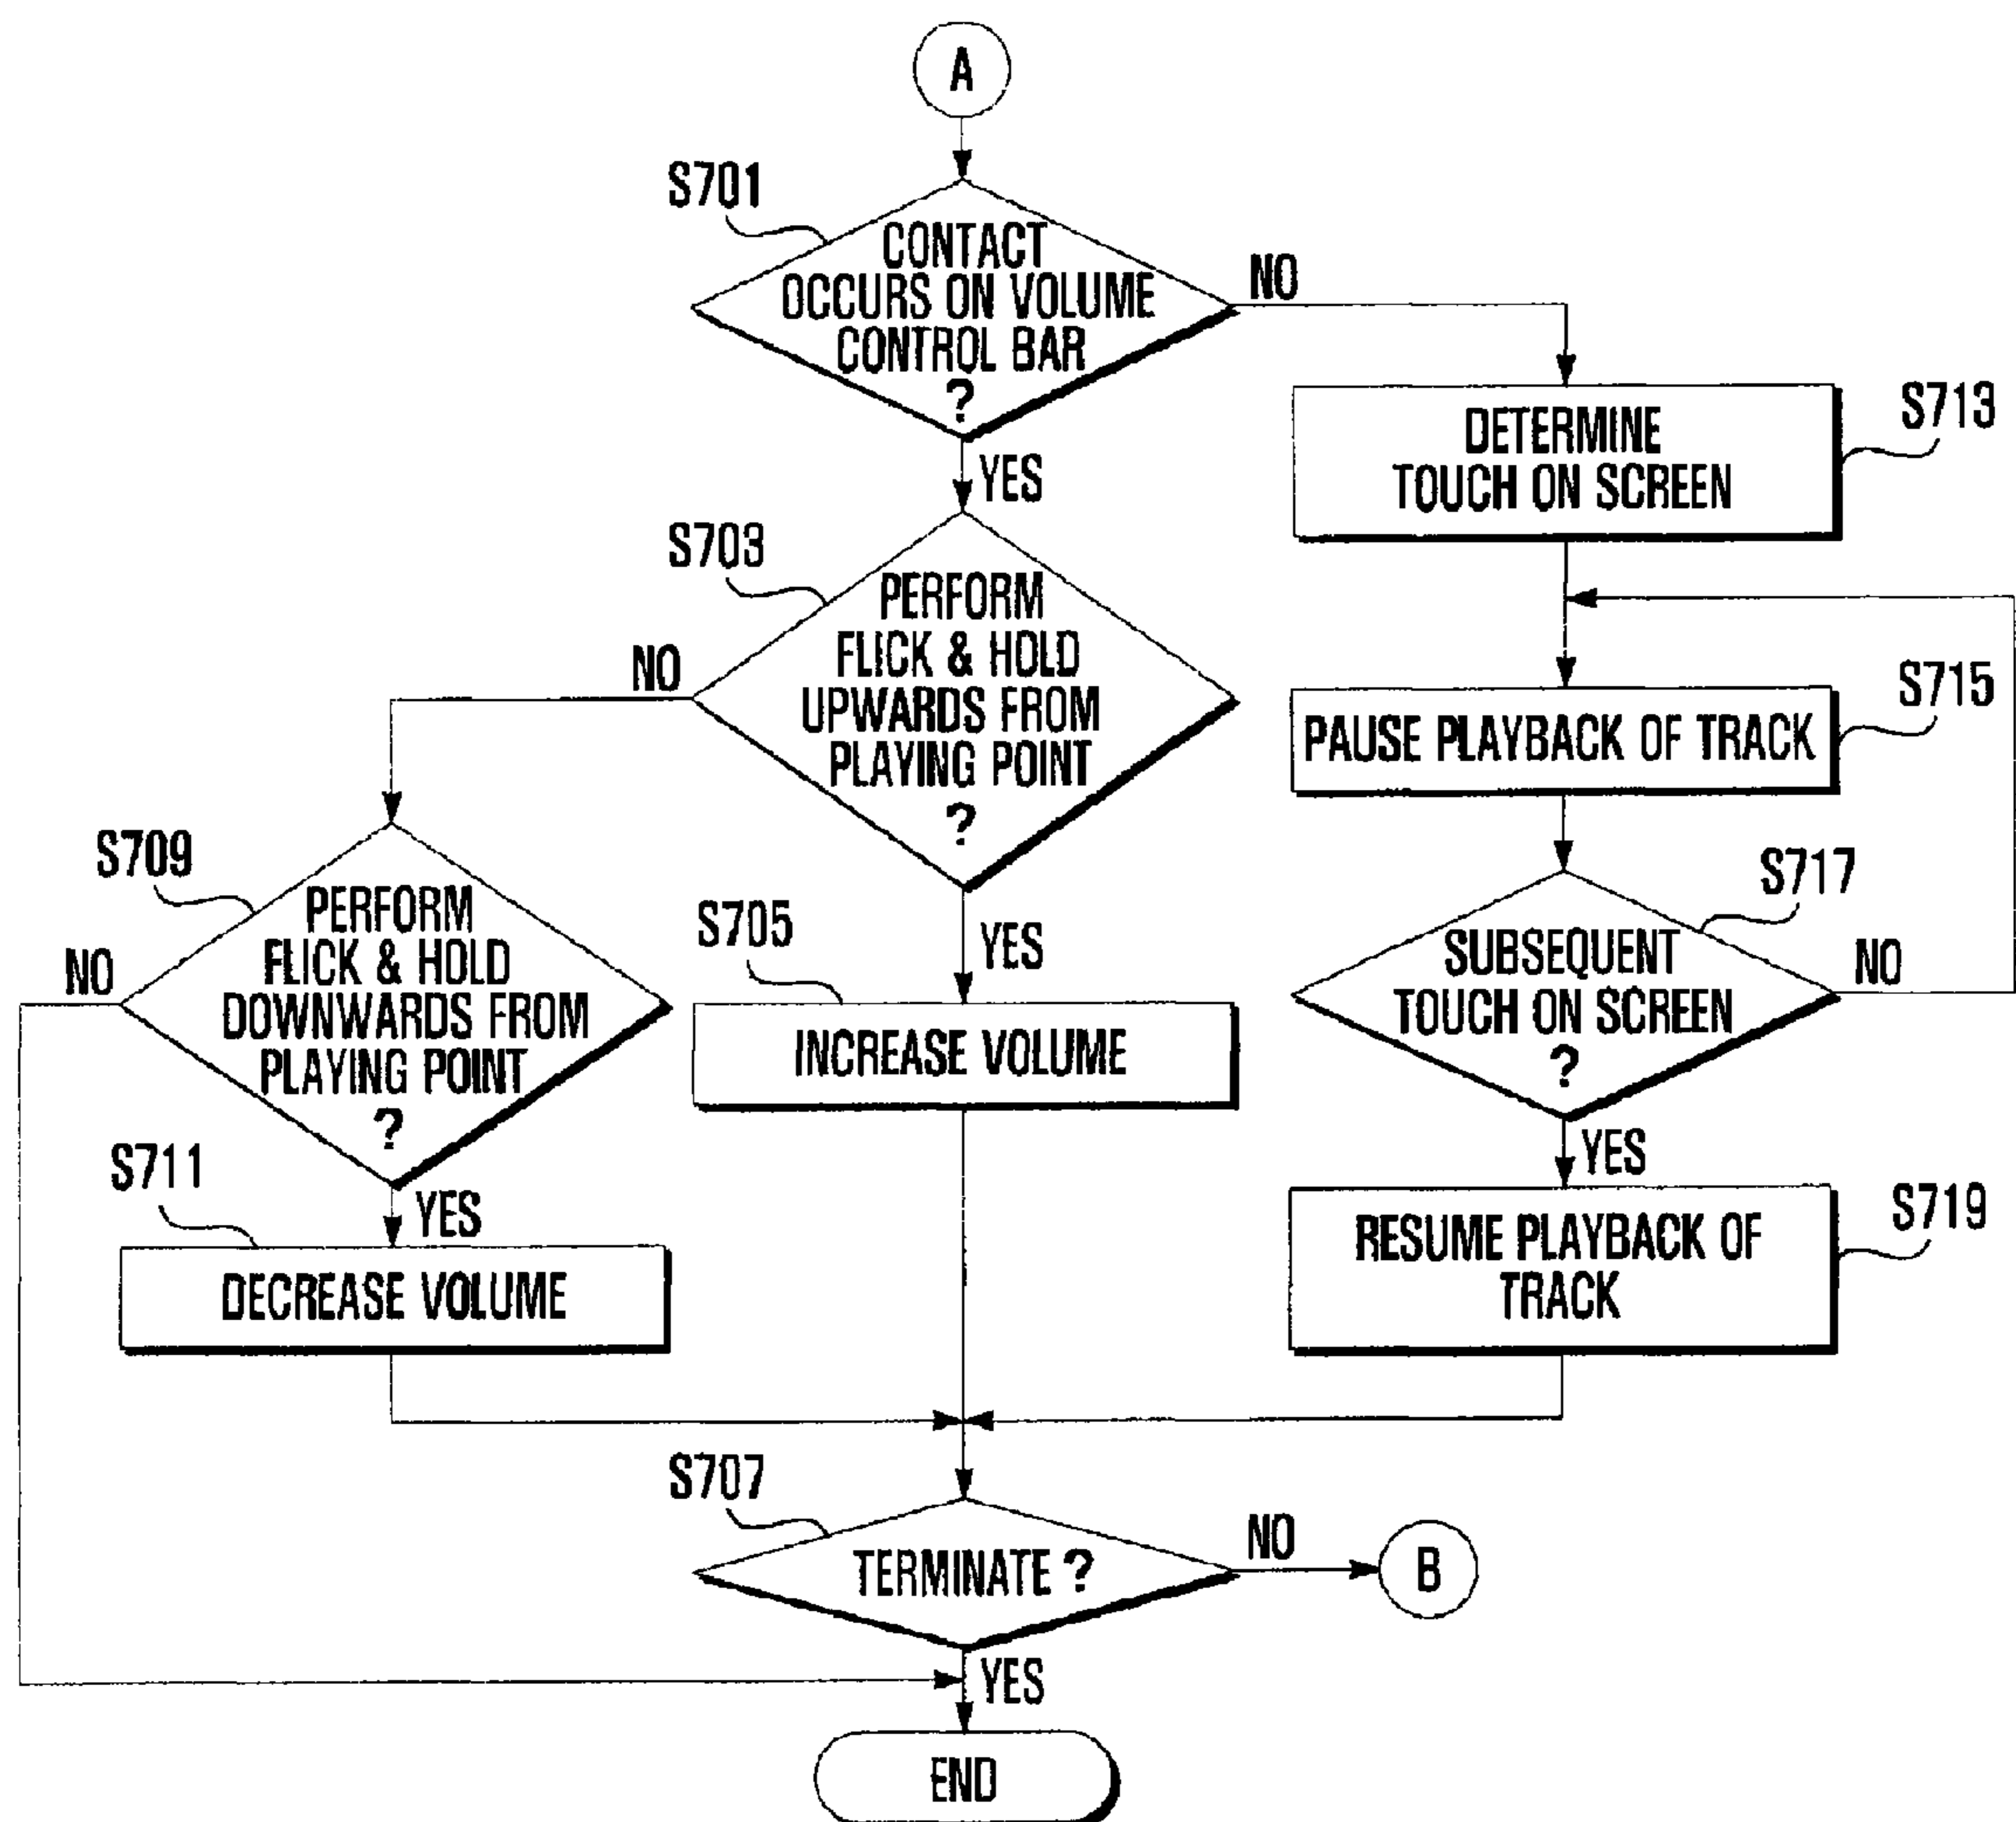 A
S701
CONTACT
OCCURS ON VOLUME
CONTROL BAR
?
NO
YES
S713
DETERMINE
TOUCH ON SCREEN
S703
PERFORM
FLICK & HOLD
UPWARDS FROM
PLAYING POINT
?
NO
YES
S715
PAUSE PLAYBACK OF TRACK
S709
PERFORM
FLICK & HOLD
DOWNWARDS FROM
PLAYING POINT
?
NO
YES
S705
INCREASE VOLUME
S717
SUBSEQUENT
TOUCH ON SCREEN
?
NO
YES
S711
DECREASE VOLUME
S719
RESUME PLAYBACK OF
TRACK
S707
TERMINATE ?
NO
B
YES
END